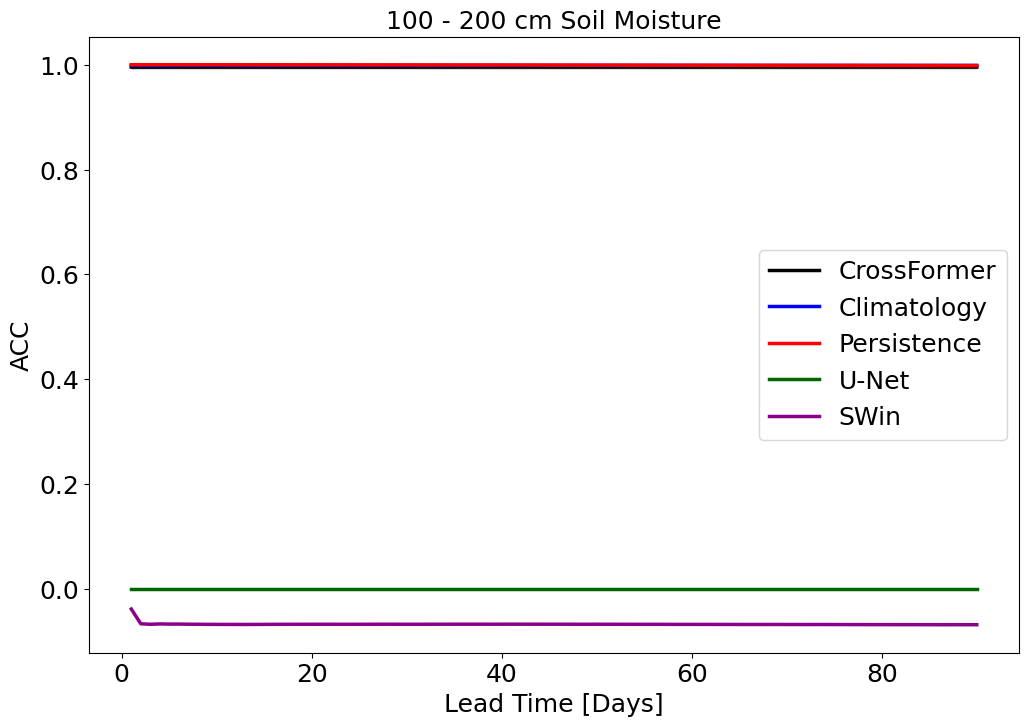 100 - 200 cm Soil Moisture
1.0
0.8
0.6
0.4
0.2
0.0
ACC
CrossFormer
Climatology
Persistence
U-Net
SWin
0 20 40 60 80
Lead Time [Days]